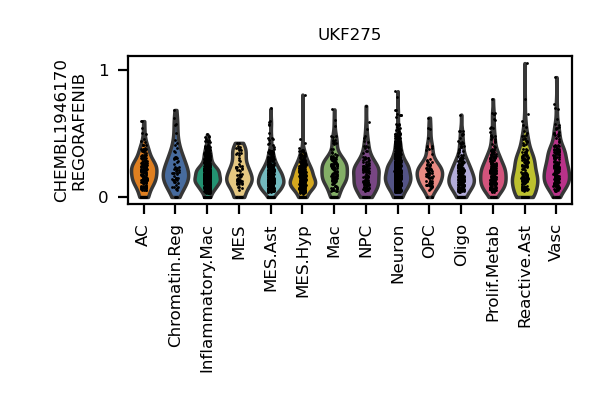 UKF275
CHEMBL1946170
REGORAFENIB
1
0
AC
Chromatin.Reg
Inflammatory.Mac
MES
MES.Ast
MES.Hyp
Mac
NPC
Neuron
OPC
Oligo
Prolif.Metab
Reactive.Ast
Vasc